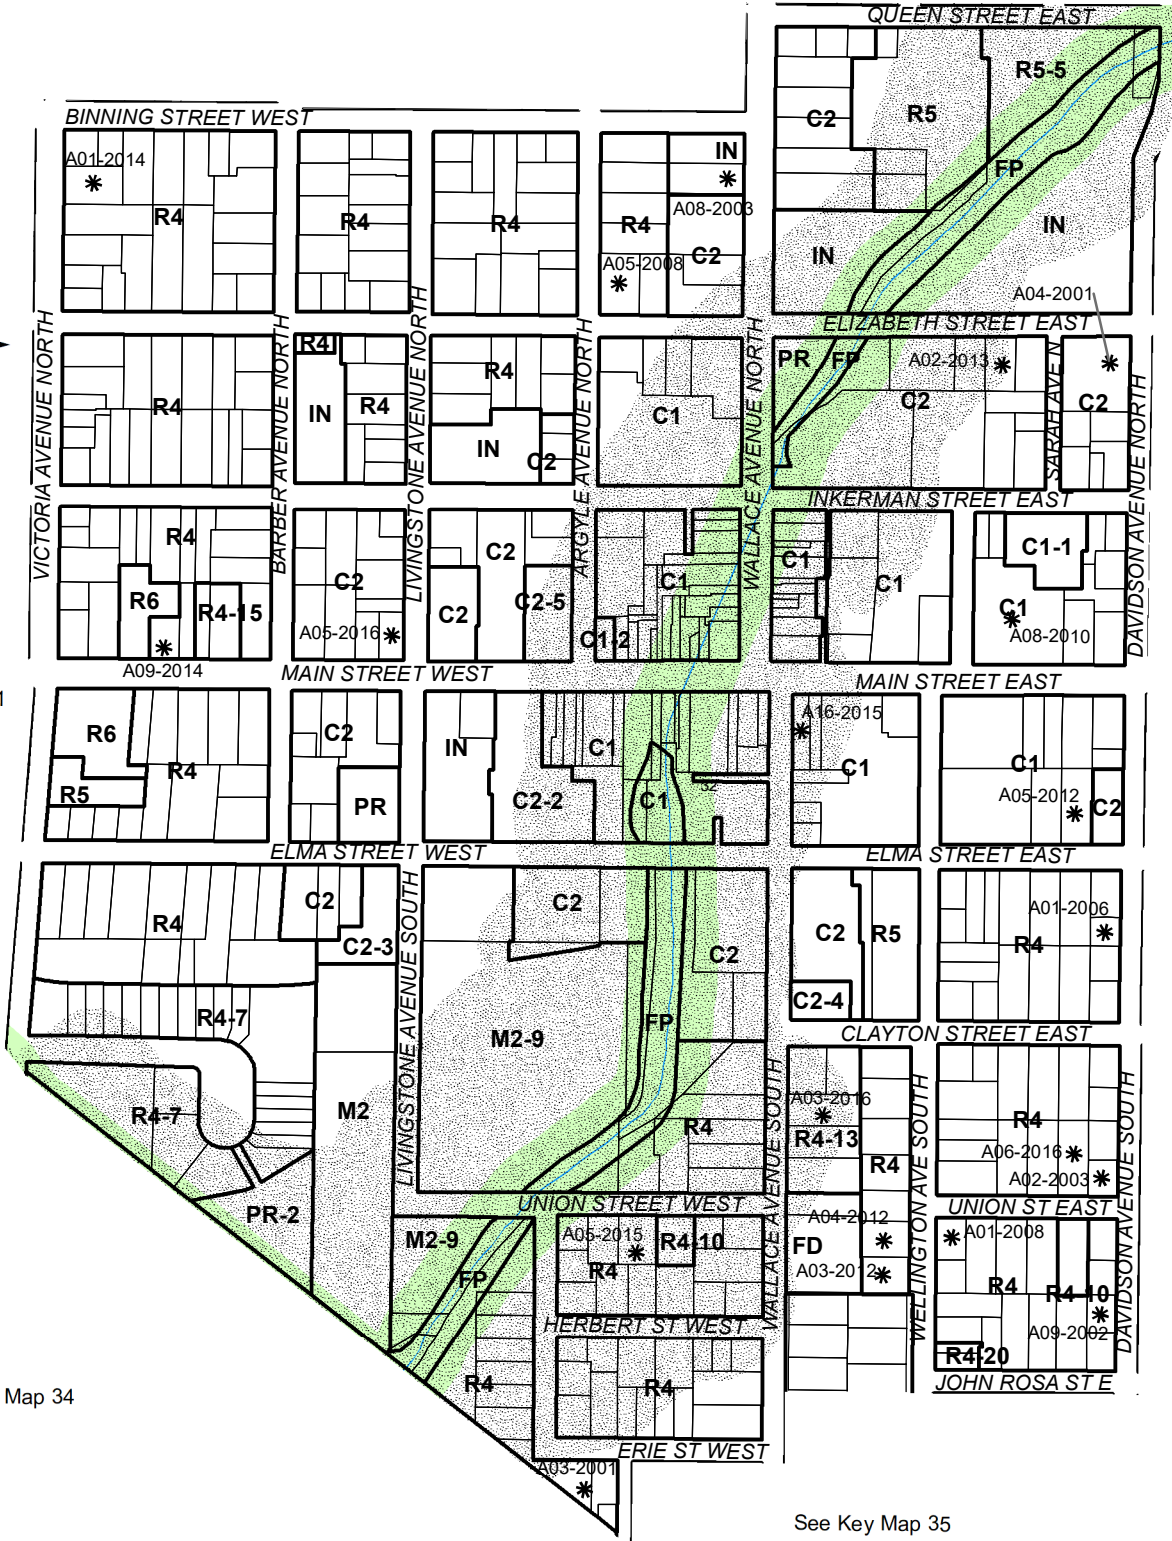 QUEEN STREET EAST
R5-5
BINNING STREET WEST
C2
R5
A01-2014
IN
FP
A08-2003
R4
R4
R4
R4
IN
C2
IN
A05-2008
A04-2001
ELIZABETH STREET EAST
VICTORIA AVENUE NORTH
BARBER AVENUE NORTH
LIVINGSTONE AVENUE NORTH
ARGYLE AVENUE NORTH
WALLACE AVENUE NORTH
SARAH AVE N
DAVIDSON AVENUE NORTH
R4
PR
FP
A02-2013
R4
R4
R4
IN
C1
C2
C2
IN
C2
INKERMAN STREET EAST
R4
C2
C1
C1
C1-1
C2
C1
R6
R4-15
C2
C2-5
C1
A05-2016
C1-2
A08-2010
A09-2014
MAIN STREET WEST
MAIN STREET EAST
1
A16-2015
R6
C2
IN
C1
R4
C1
C1
R5
PR
C2-2
C1
32
A05-2012
C2
ELMA STREET WEST
ELMA STREET EAST
LIVINGSTONE AVENUE SOUTH
C2
C2
A01-2006
R4
C2-3
C2
C2
R5
R4
C2-4
R4-7
FP
CLAYTON STREET EAST
M2-9
WALLACE AVENUE SOUTH
WELLINGTON AVE SOUTH
DAVIDSON AVENUE SOUTH
A03-2016
R4-7
M2
R4
R4-13
R4
R4
A06-2016
A02-2003
UNION STREET WEST
UNION ST EAST
PR-2
M2-9
A05-2015
R4-10
A04-2012
A01-2008
FD
FP
R4
A03-2012
R4
R4-10
HERBERT ST WEST
A09-2002
R4-20
R4
R4
JOHN ROSA ST E
Map 34
ERIE ST WEST
A03-2001
See Key Map 35